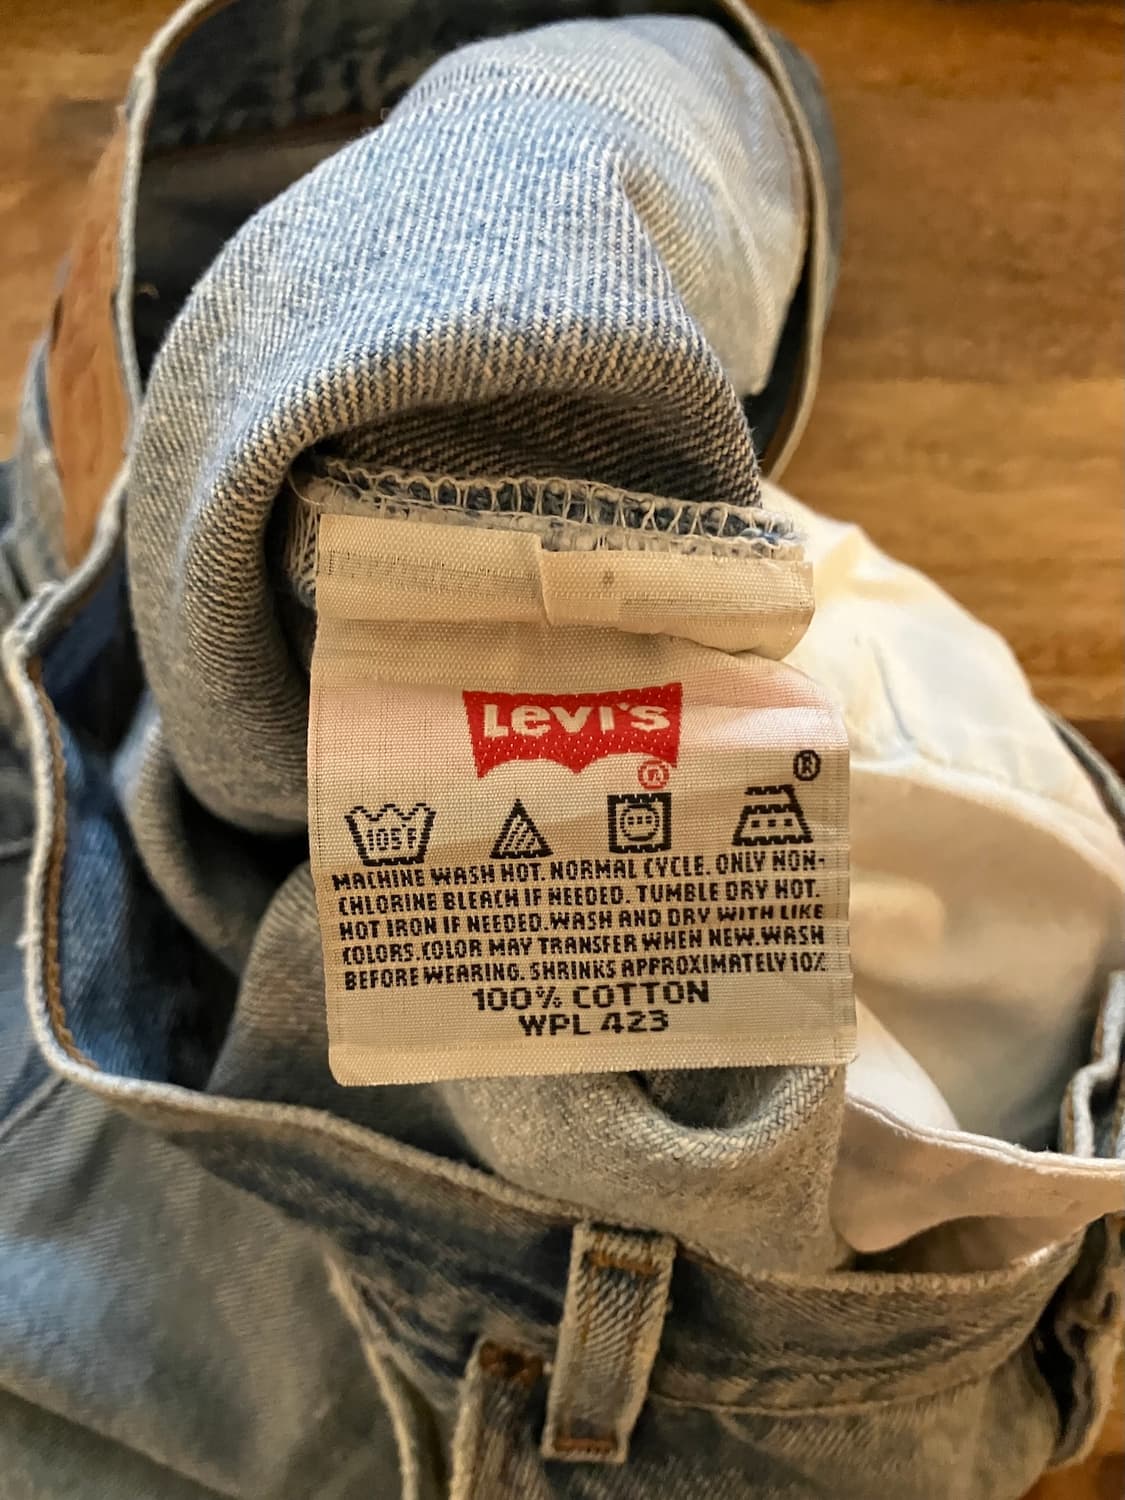 Levi's
®
®
105°F
MACHINE WASH HOT. NORMAL CYCLE. ONLY NON-
CHLORINE BLEACH IF NEEDED. TUMBLE DRY HOT.
HOT IRON IF NEEDED.WASH AND DRY WITH LIKE
COLORS.COLOR MAY TRANSFER WHEN NEW.WASH
BEFORE WEARING. SHRINKS APPROXIMATELY 10%
100% COTTON
WPL 423